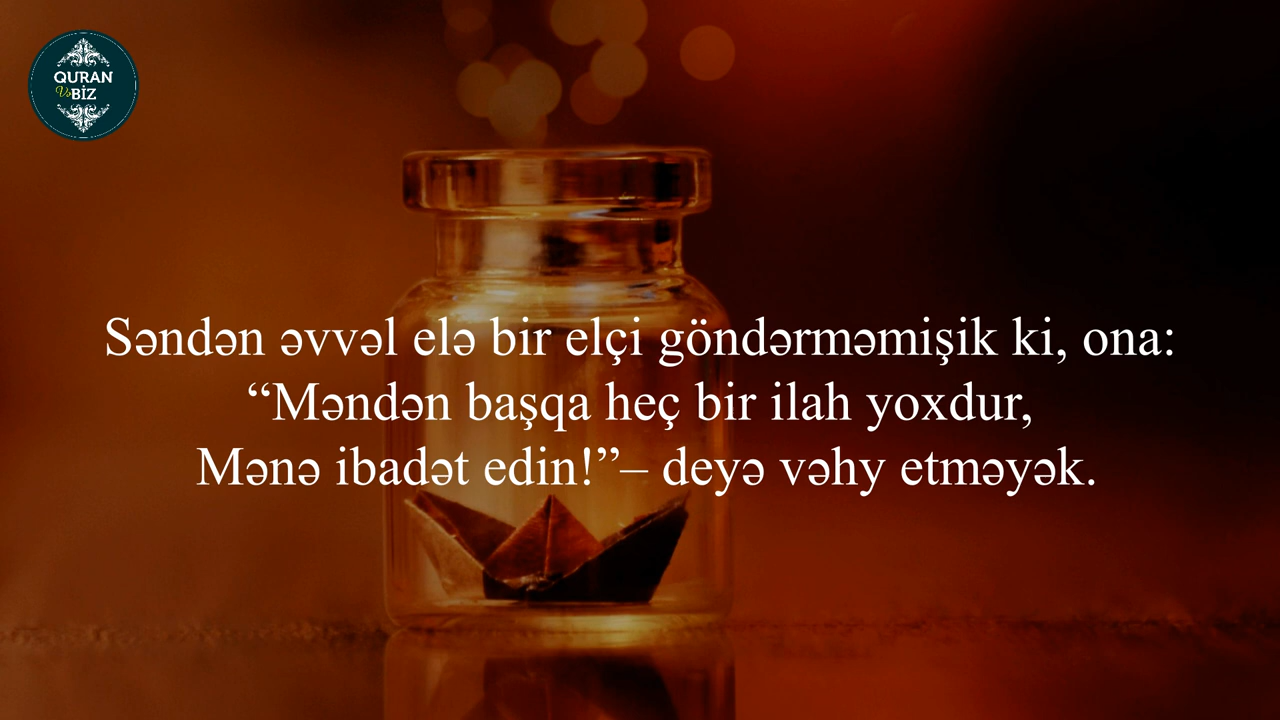 QURAN
Və BİZ
Səndən əvvəl elə bir elçi göndərməmişik ki, ona:
“Məndən başqa heç bir ilah yoxdur,
Mənə ibadət edin!”– deyə vəhy etməyək.